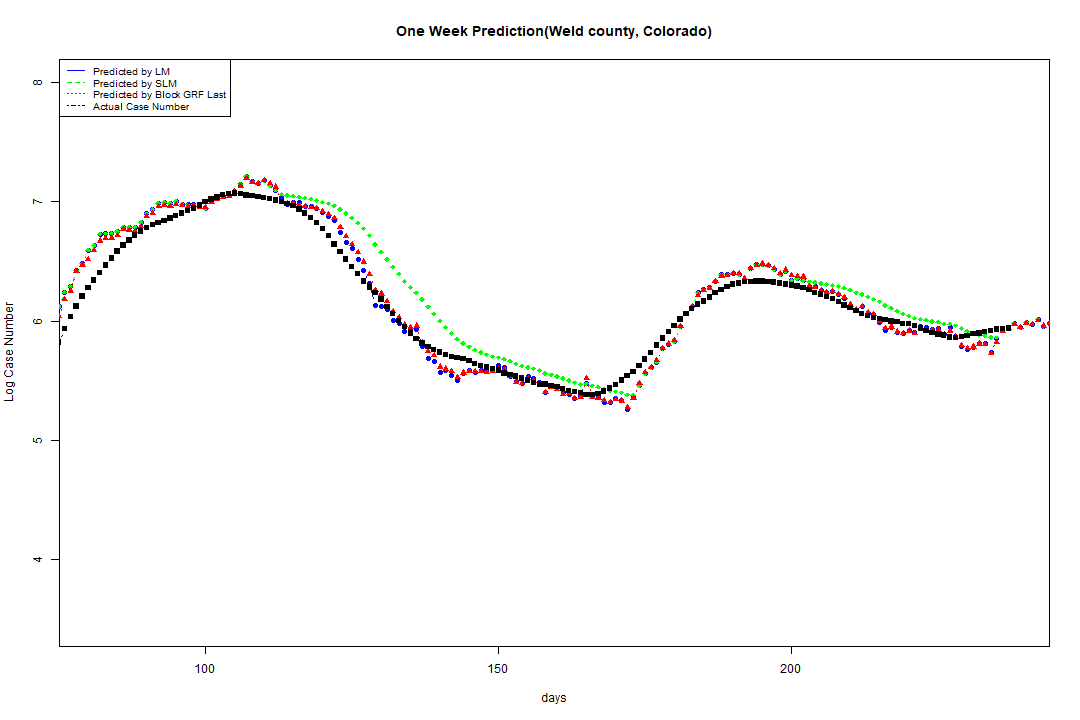 One Week Prediction(Weld county, Colorado)
Predicted by LM
Predicted by SLM
Predicted by Block GRF Last
Actual Case Number
8
7
6
5
4
Log Case Number
100 150 200
days